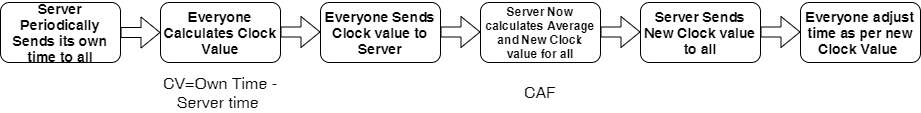 Server
Periodically
Sends its own
time to all
Everyone
Calculates Clock
Value
Everyone Sends
Clock value to
Server
Server Now
calculates Average
and New Clock
value for all
Server Sends
New Clock value
to all
Everyone adjust
time as per new
Clock Value
CV=Own Time -
Server time
CAF